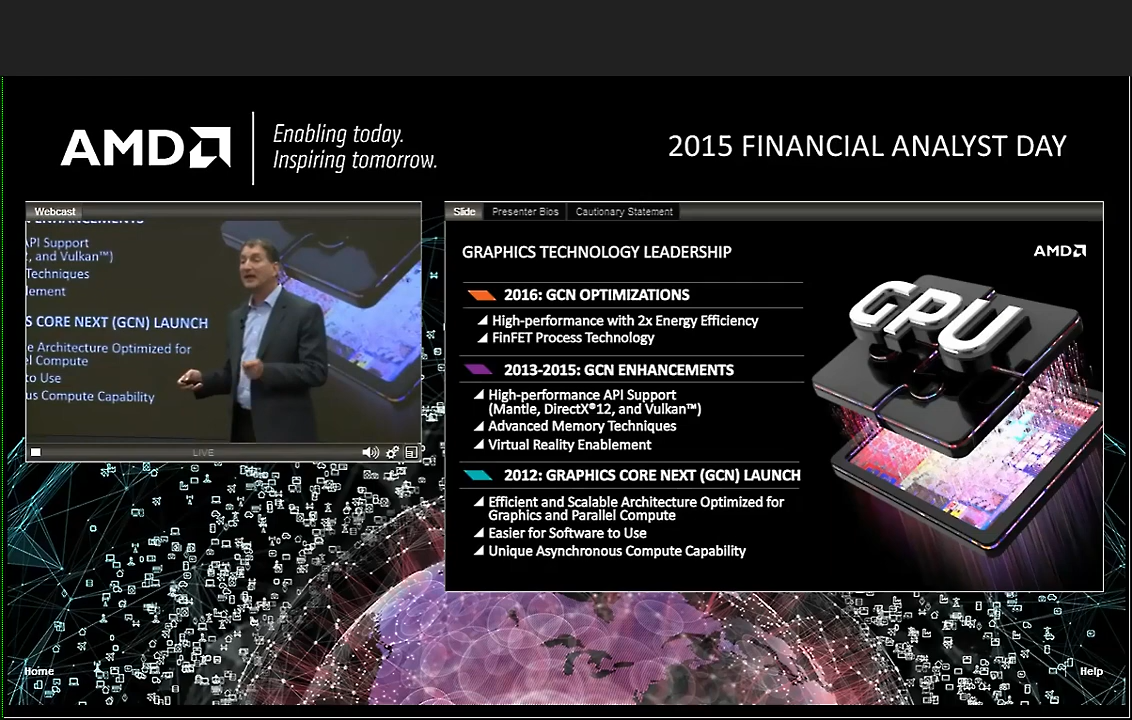 AMD
Enabling today.
Inspiring tomorrow.
2015 FINANCIAL ANALYST DAY
Webcast
ENHANCEMENTS
API Support
, and Vulkan™)
Techniques
lement
S CORE NEXT (GCN) LAUNCH
e Architecture Optimized for
l Compute
to Use
us Compute Capability
LIVE
Slide
Presenter Bios
Cautionary Statement
GRAPHICS TECHNOLOGY LEADERSHIP
AMD
2016: GCN OPTIMIZATIONS
High-performance with 2x Energy Efficiency
FinFET Process Technology
2013-2015: GCN ENHANCEMENTS
High-performance API Support
(Mantle, DirectX®12, and Vulkan™)
Advanced Memory Techniques
Virtual Reality Enablement
2012: GRAPHICS CORE NEXT (GCN) LAUNCH
Efficient and Scalable Architecture Optimized for
Graphics and Parallel Compute
Easier for Software to Use
Unique Asynchronous Compute Capability
GPU
Home
Help